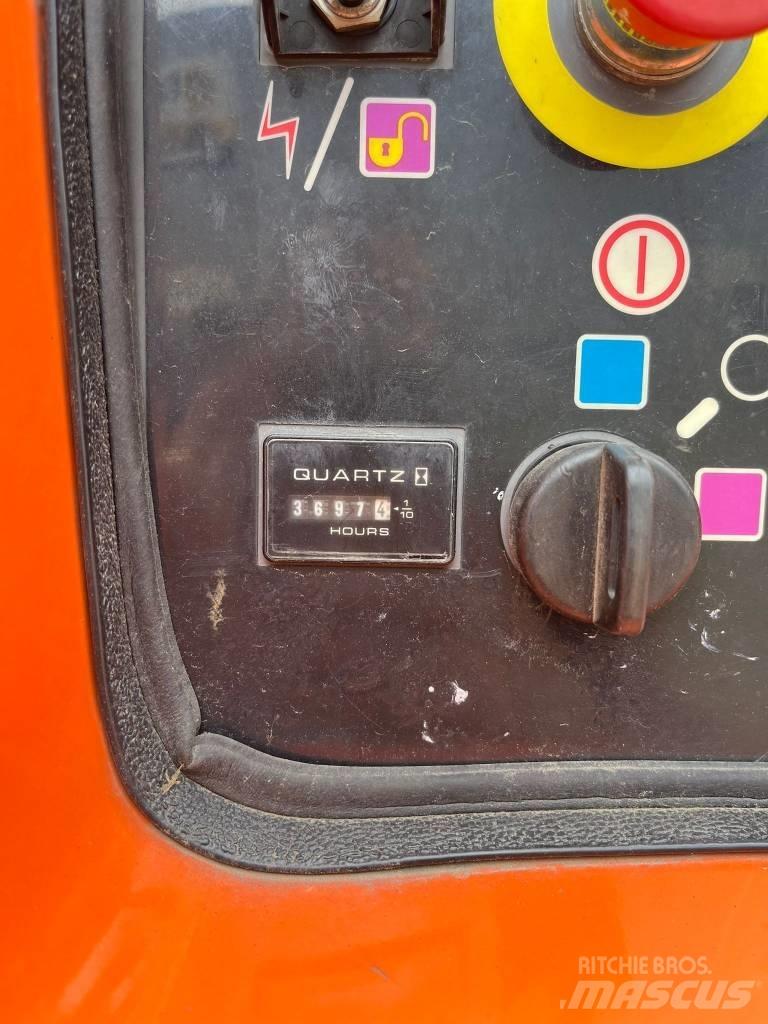 QUARTZ
36974 1/10
HOURS
RITCHIE BROS.
MASCUS